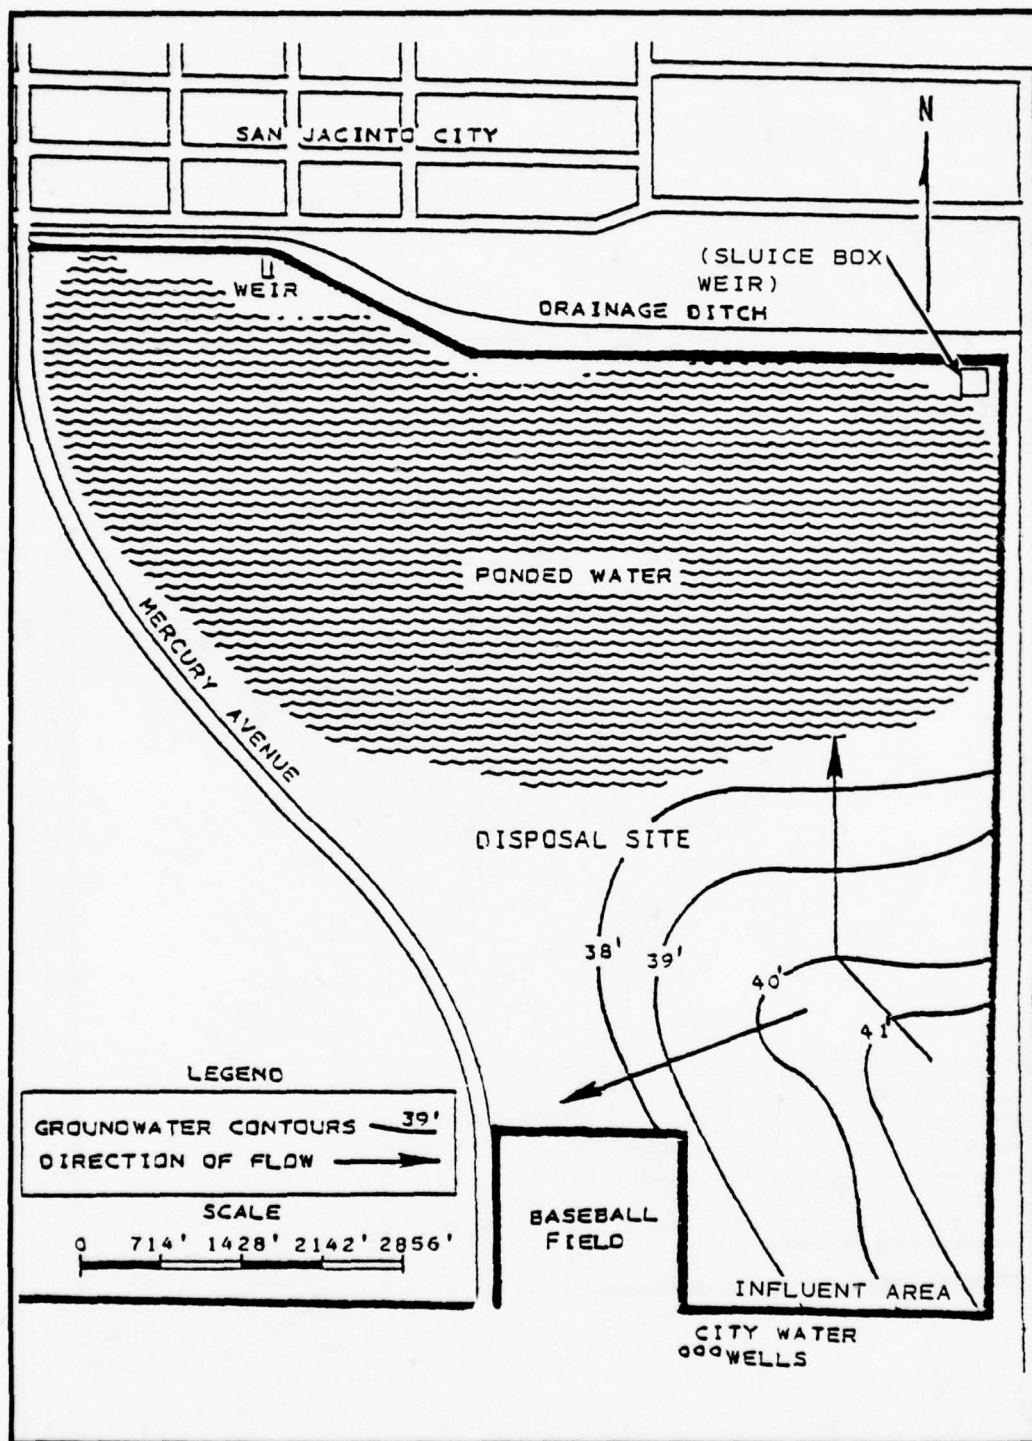 SAN JACINTO CITY
N
(SLUICE BOX
WEIR)
WEIR
DRAINAGE DITCH
PONDED WATER
MERCURY AVENUE
DISPOSAL SITE
38'
39'
40'
41'
LEGEND
GROUNDWATER CONTOURS 39'
DIRECTION OF FLOW
SCALE
0 714' 1428' 2142' 2856'
BASEBALL
FIELD
INFLUENT AREA
CITY WATER
WELLS